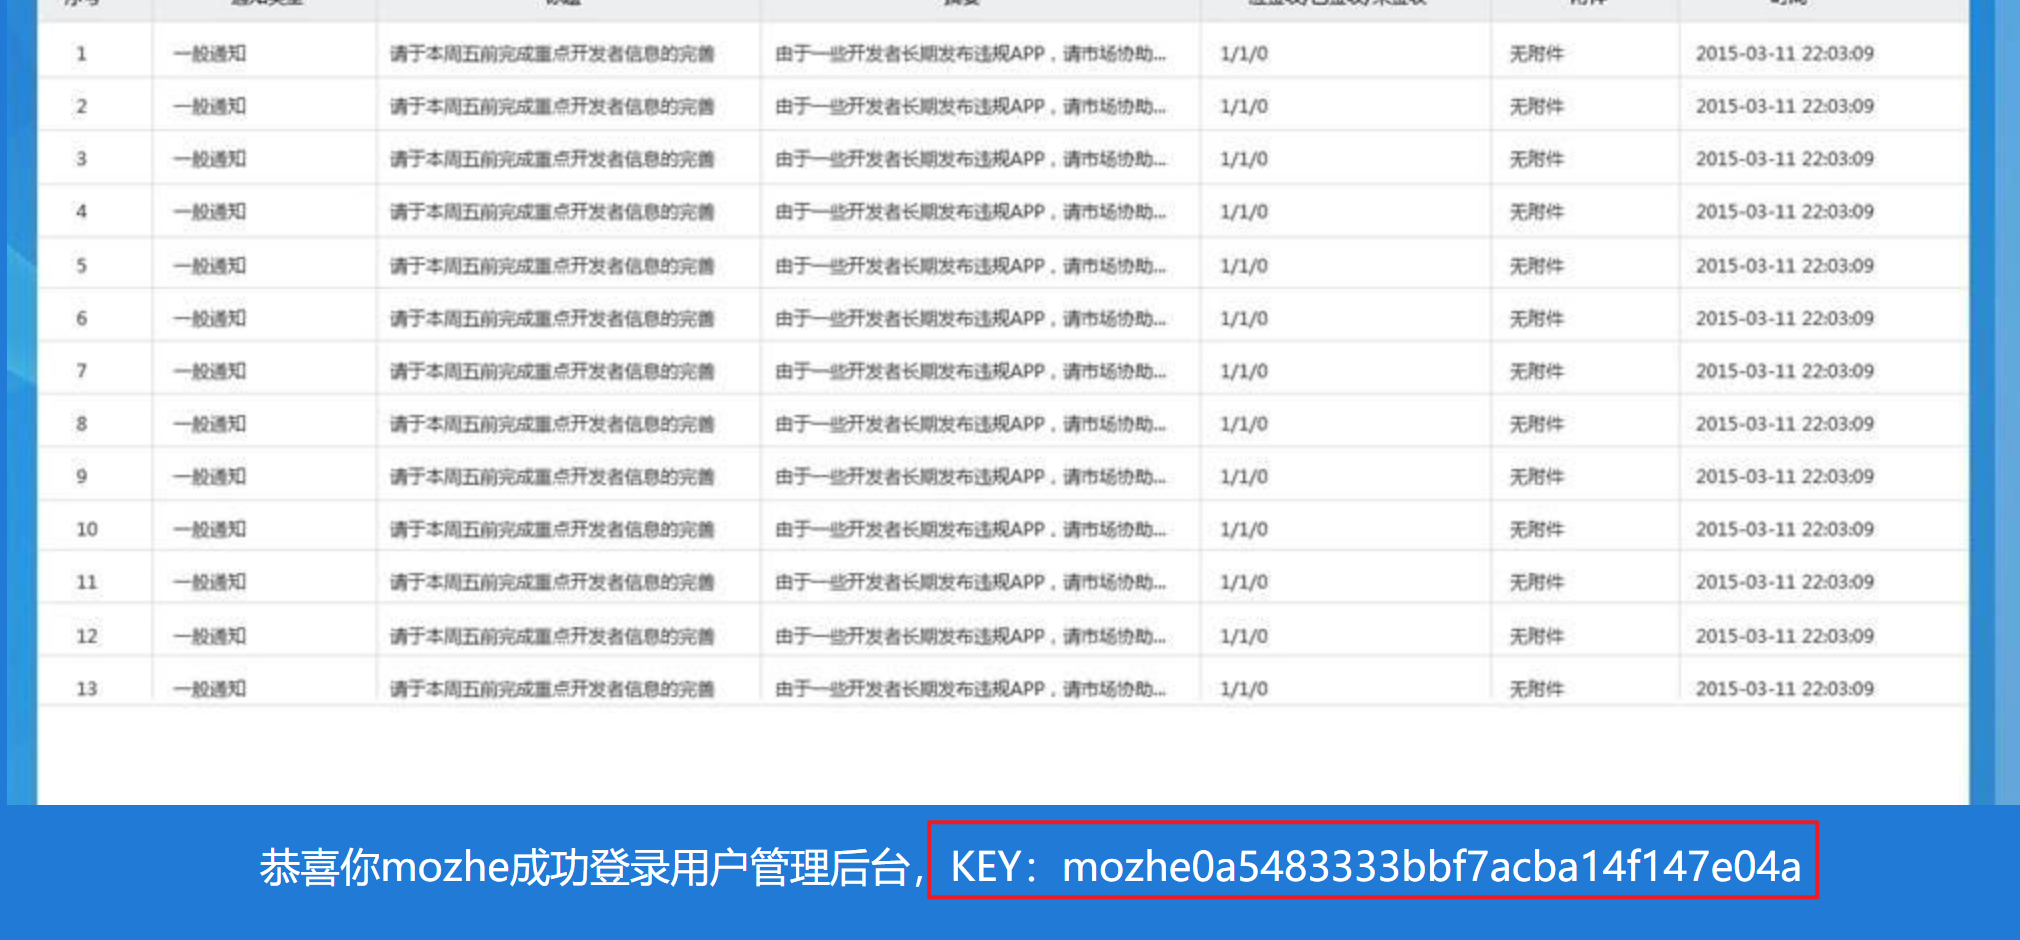 1 一般通知 请于本周五前完成重点开发者信息的完善 由于一些开发者长期发布违规APP，请市场协助... 1/1/0 无附件 2015-03-11 22:03:09
2 一般通知 请于本周五前完成重点开发者信息的完善 由于一些开发者长期发布违规APP，请市场协助... 1/1/0 无附件 2015-03-11 22:03:09
3 一般通知 请于本周五前完成重点开发者信息的完善 由于一些开发者长期发布违规APP，请市场协助... 1/1/0 无附件 2015-03-11 22:03:09
4 一般通知 请于本周五前完成重点开发者信息的完善 由于一些开发者长期发布违规APP，请市场协助... 1/1/0 无附件 2015-03-11 22:03:09
5 一般通知 请于本周五前完成重点开发者信息的完善 由于一些开发者长期发布违规APP，请市场协助... 1/1/0 无附件 2015-03-11 22:03:09
6 一般通知 请于本周五前完成重点开发者信息的完善 由于一些开发者长期发布违规APP，请市场协助... 1/1/0 无附件 2015-03-11 22:03:09
7 一般通知 请于本周五前完成重点开发者信息的完善 由于一些开发者长期发布违规APP，请市场协助... 1/1/0 无附件 2015-03-11 22:03:09
8 一般通知 请于本周五前完成重点开发者信息的完善 由于一些开发者长期发布违规APP，请市场协助... 1/1/0 无附件 2015-03-11 22:03:09
9 一般通知 请于本周五前完成重点开发者信息的完善 由于一些开发者长期发布违规APP，请市场协助... 1/1/0 无附件 2015-03-11 22:03:09
10 一般通知 请于本周五前完成重点开发者信息的完善 由于一些开发者长期发布违规APP，请市场协助... 1/1/0 无附件 2015-03-11 22:03:09
11 一般通知 请于本周五前完成重点开发者信息的完善 由于一些开发者长期发布违规APP，请市场协助... 1/1/0 无附件 2015-03-11 22:03:09
12 一般通知 请于本周五前完成重点开发者信息的完善 由于一些开发者长期发布违规APP，请市场协助... 1/1/0 无附件 2015-03-11 22:03:09
13 一般通知 请于本周五前完成重点开发者信息的完善 由于一些开发者长期发布违规APP，请市场协助... 1/1/0 无附件 2015-03-11 22:03:09
恭喜你mozhe成功登录用户管理后台，KEY：mozhe0a5483333bbf7acba14f147e04a